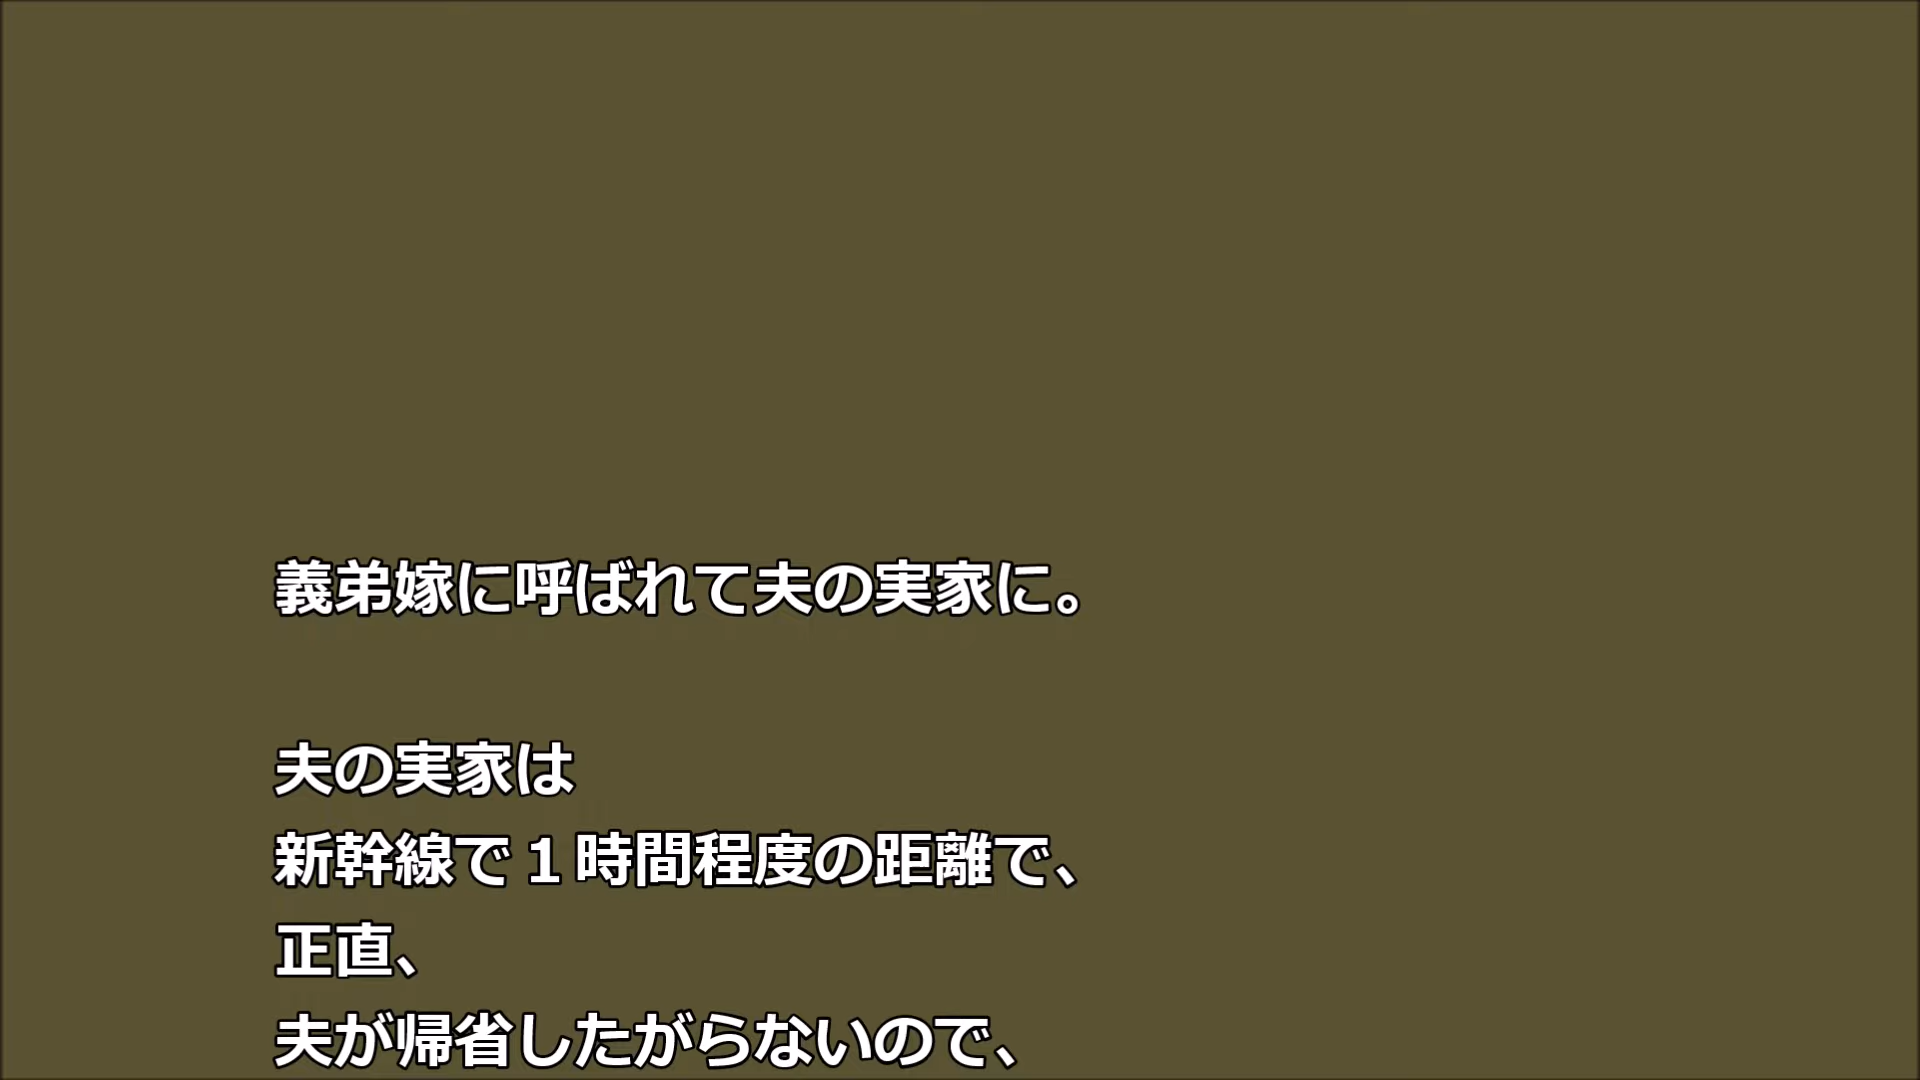 義弟嫁に呼ばれて夫の実家に。
夫の実家は
新幹線で１時間程度の距離で、
正直、
夫が帰省したがらないので、